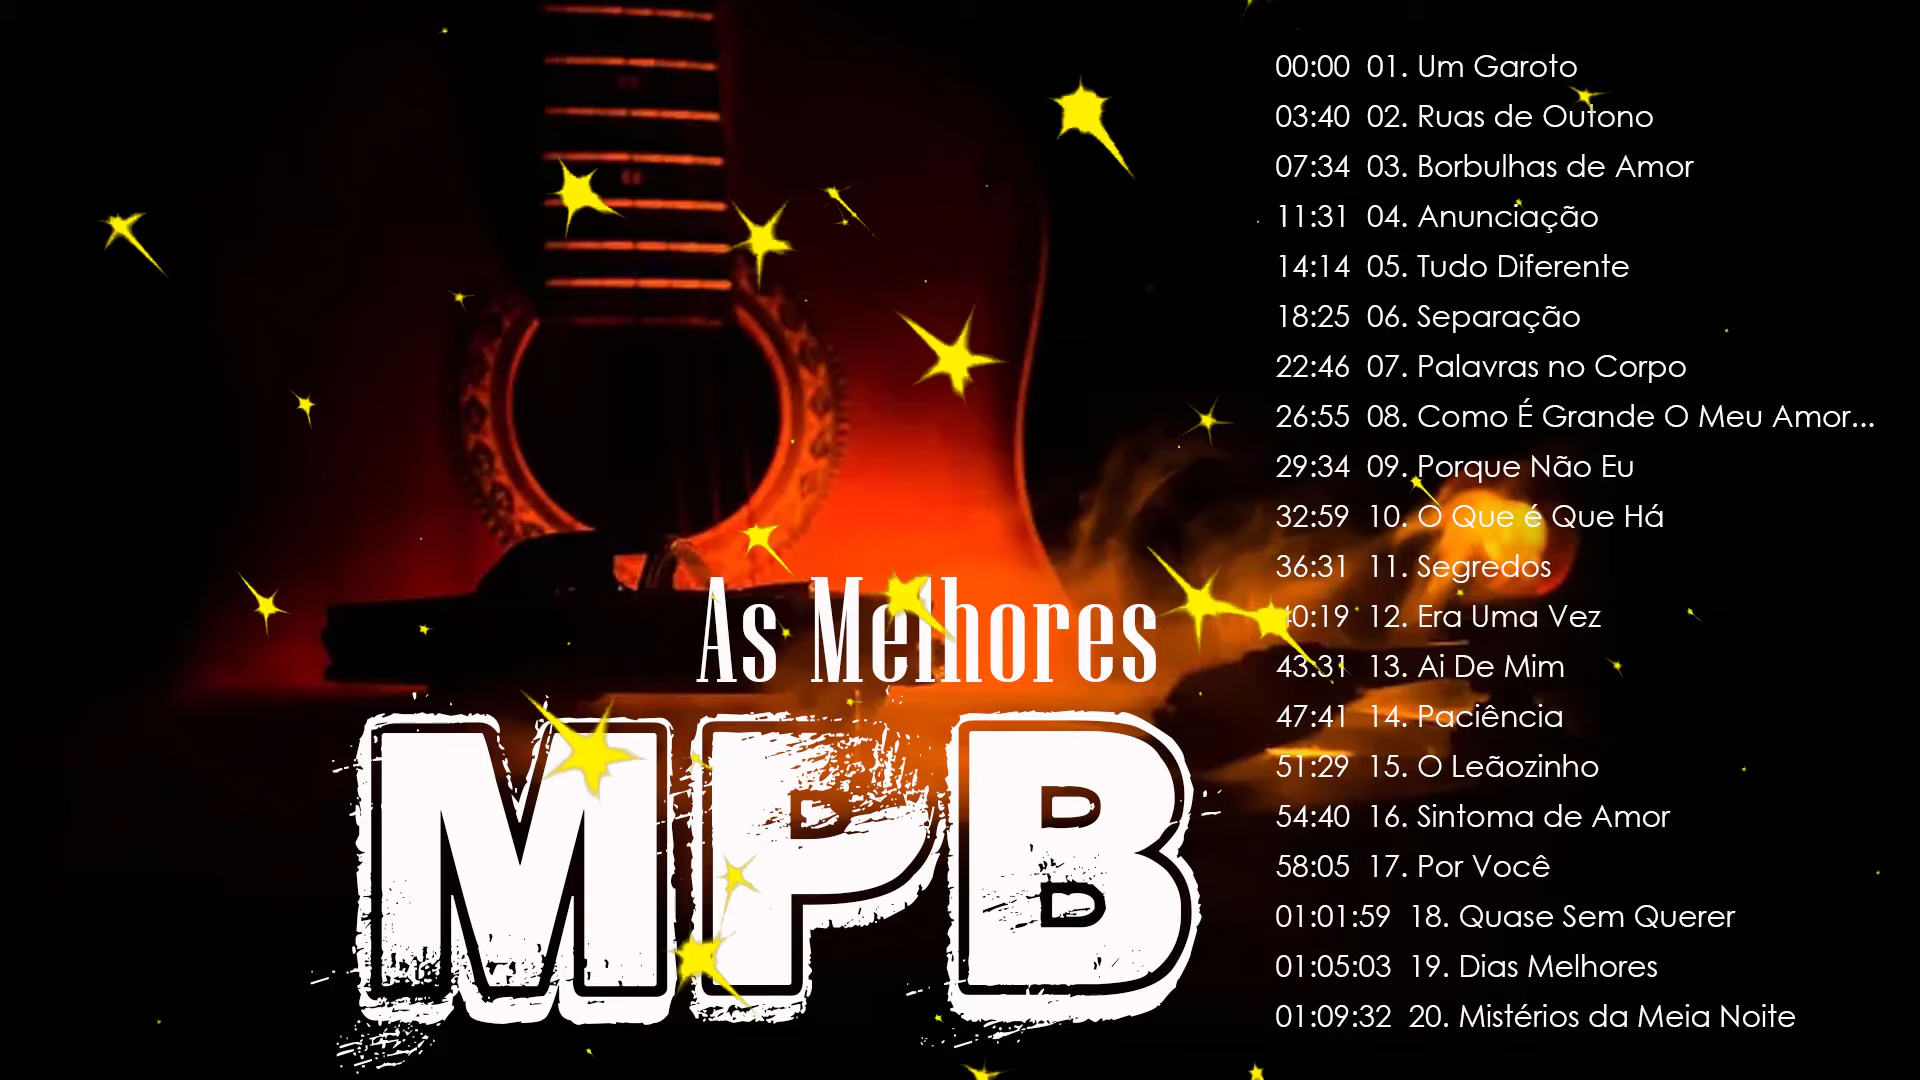 As Melhores
MPB
00:00 01. Um Garoto
03:40 02. Ruas de Outono
07:34 03. Borbulhas de Amor
11:31 04. Anunciação
14:14 05. Tudo Diferente
18:25 06. Separação
22:46 07. Palavras no Corpo
26:55 08. Como É Grande O Meu Amor...
29:34 09. Porque Não Eu
32:59 10. O Que é Que Há
36:31 11. Segredos
40:19 12. Era Uma Vez
43:31 13. Ai De Mim
47:41 14. Paciência
51:29 15. O Leãozinho
54:40 16. Sintoma de Amor
58:05 17. Por Você
01:01:59 18. Quase Sem Querer
01:05:03 19. Dias Melhores
01:09:32 20. Mistérios da Meia Noite